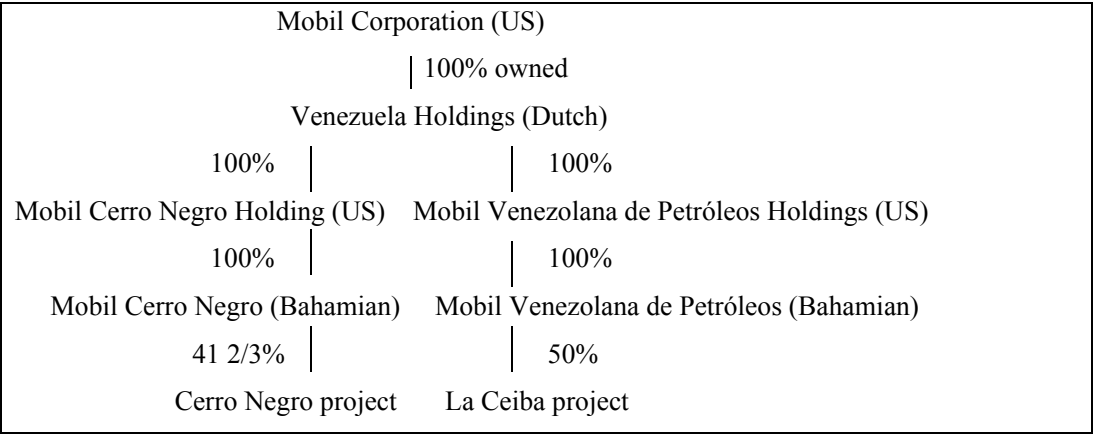 Mobil Corporation (US)
100% owned
Venezuela Holdings (Dutch)
100% 100%
Mobil Cerro Negro Holding (US) Mobil Venezolana de Petróleos Holdings (US)
100% 100%
Mobil Cerro Negro (Bahamian) Mobil Venezolana de Petróleos (Bahamian)
41 2/3% 50%
Cerro Negro project La Ceiba project